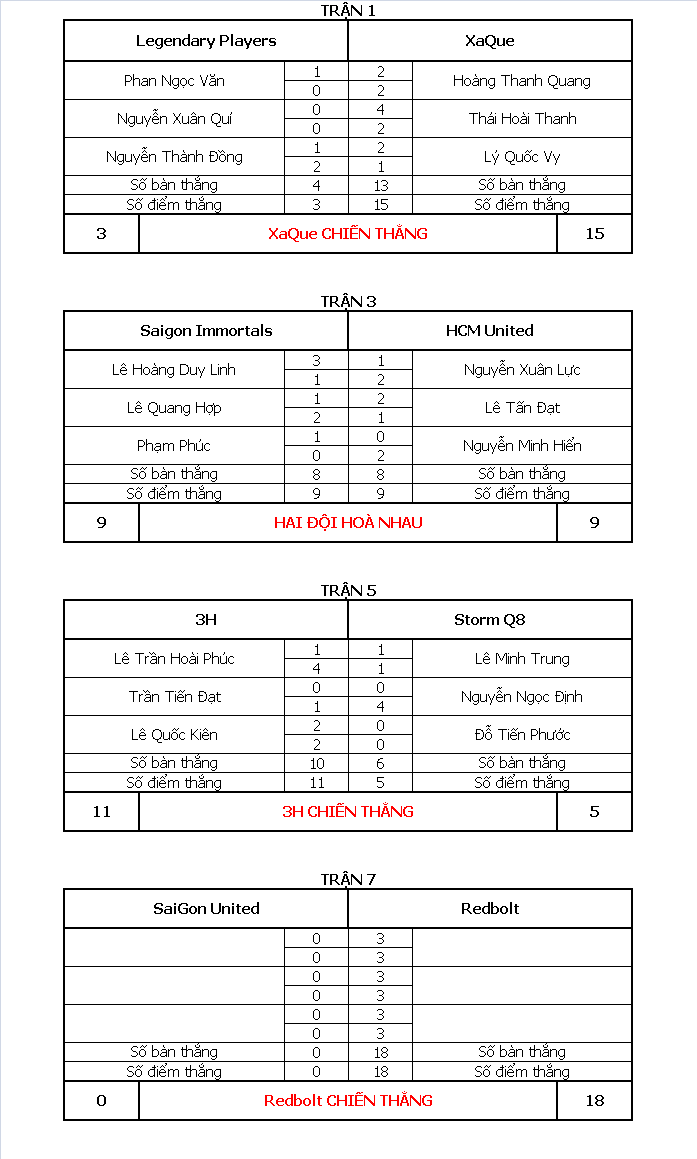 TRẬN 1
Legendary Players XaQue
Phan Ngọc Văn 1 2 Hoàng Thanh Quang
0 2
Nguyễn Xuân Quí 0 4 Thái Hoài Thanh
0 2
Nguyễn Thành Đồng 1 2 Lý Quốc Vy
2 1
Số bàn thắng 4 13 Số bàn thắng
Số điểm thắng 3 15 Số điểm thắng
3 XaQue CHIẾN THẮNG 15
TRẬN 3
Saigon Immortals HCM United
Lê Hoàng Duy Linh 3 1 Nguyễn Xuân Lực
1 2
Lê Quang Hợp 1 2 Lê Tấn Đạt
2 1
Phạm Phúc 1 0 Nguyễn Minh Hiển
0 2
Số bàn thắng 8 8 Số bàn thắng
Số điểm thắng 9 9 Số điểm thắng
9 HAI ĐỘI HOÀ NHAU 9
TRẬN 5
3H Storm Q8
Lê Trần Hoài Phúc 1 1 Lê Minh Trung
4 1
Trần Tiến Đạt 0 0 Nguyễn Ngọc Định
1 4
Lê Quốc Kiên 2 0 Đỗ Tiến Phước
2 0
Số bàn thắng 10 6 Số bàn thắng
Số điểm thắng 11 5 Số điểm thắng
11 3H CHIẾN THẮNG 5
TRẬN 7
SaiGon United Redbolt
0 3
0 3
0 3
0 3
0 3
0 3
Số bàn thắng 0 18 Số bàn thắng
Số điểm thắng 0 18 Số điểm thắng
0 Redbolt CHIẾN THẮNG 18